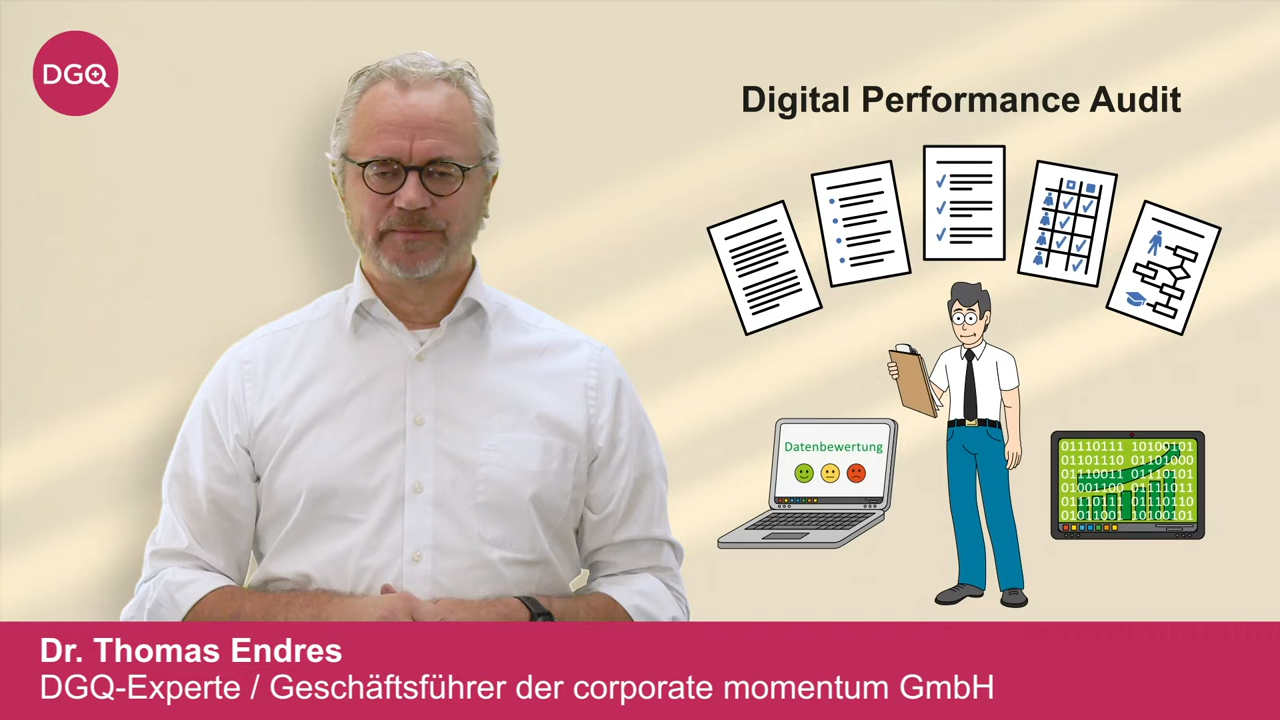 DGQ
Digital Performance Audit
Datenbewertung
01110111 10100101
01101110 01101000
01110011 01110101
01001100 01111011
01110111 01110110
01011001 10100101
Dr. Thomas Endres
DGQ-Experte / Geschäftsführer der corporate momentum GmbH